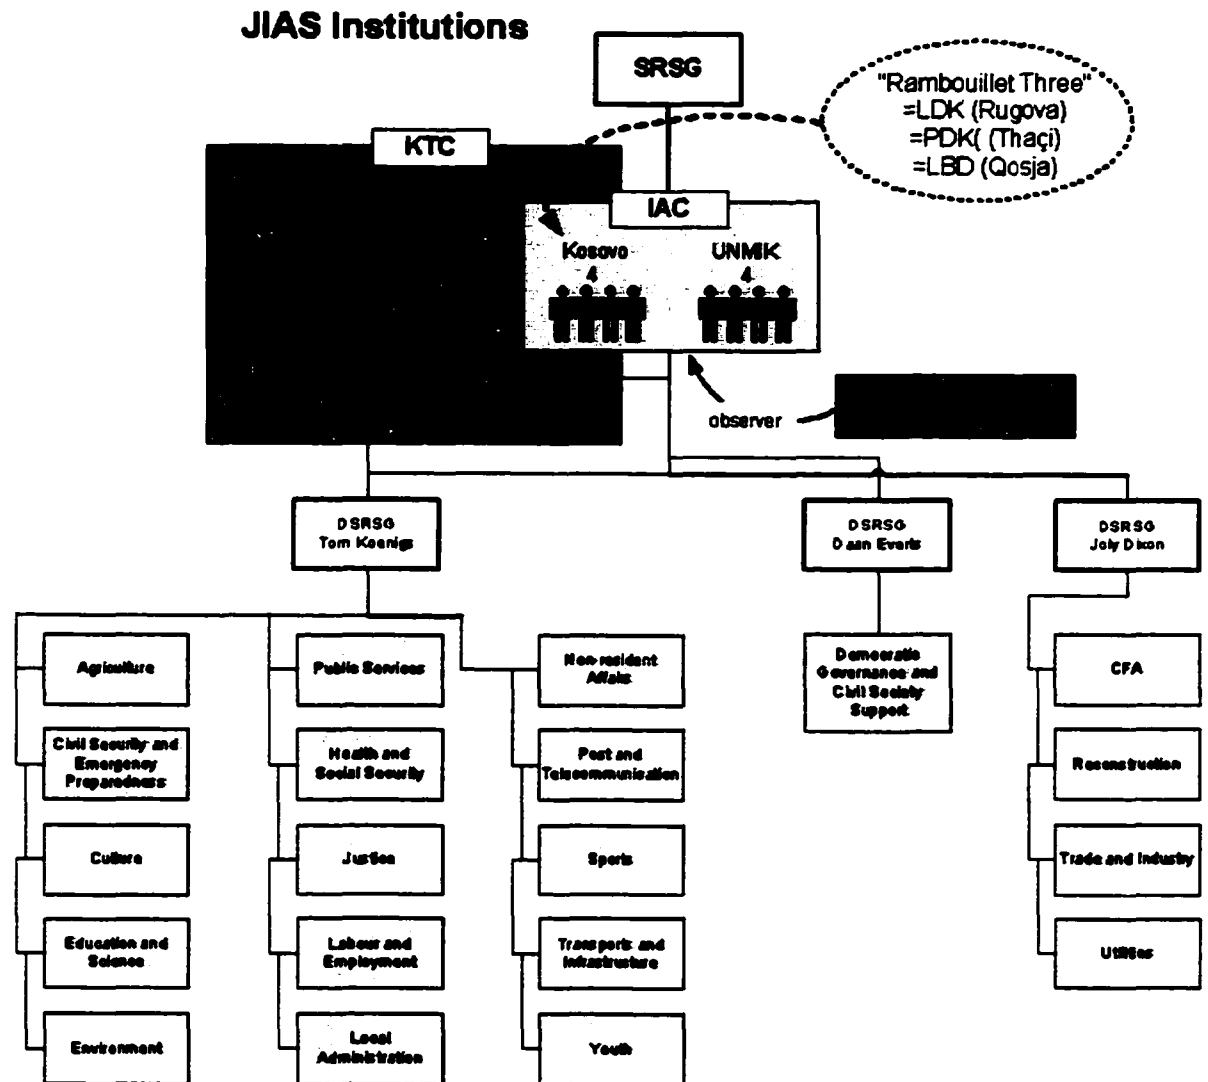 JIAS Institutions
SRSG
"Rambouillet Three"
=LDK (Rugova)
=PDK( (Thaçi)
=LBD (Qosja)
KTC
IAC
Kosovo
4
UNMIK
4
observer
DSRSG
Tom Koenigs
DSRSG
Daan Everts
DSRSG
Joly Dixon
Agriculture
Public Services
Non-resident
Affairs
Democratic
Governance and
Civil Society
Support
CFA
Civil Security and
Emergency
Preparedness
Health and
Social Security
Post and
Telecommunication
Reconstruction
Culture
Justice
Sports
Trade and Industry
Education and
Science
Labour and
Employment
Transports and
Infrastructure
Utilities
Environment
Local
Administration
Youth